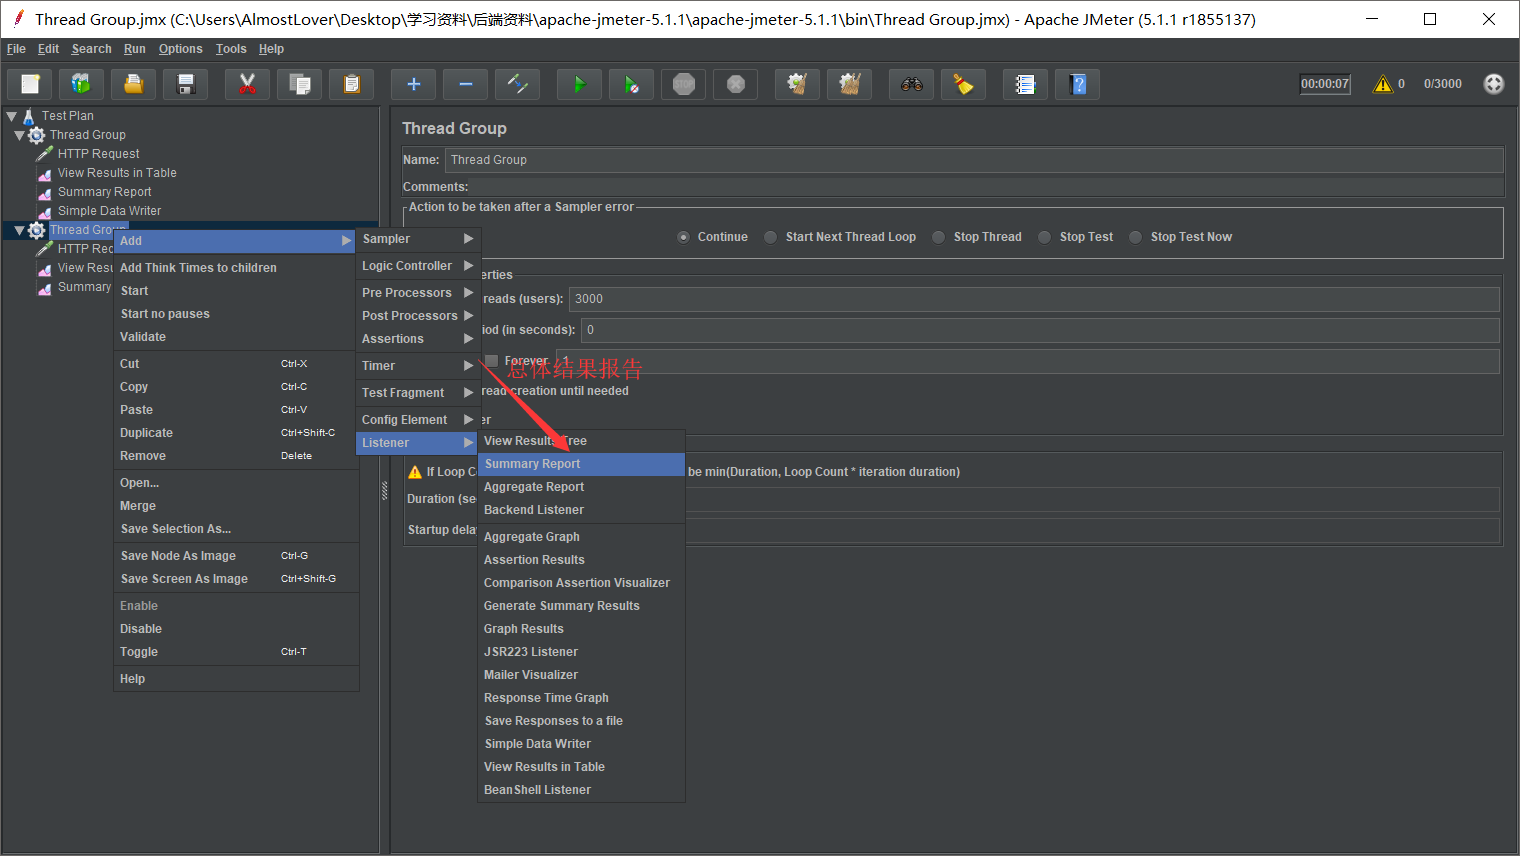 Thread Group.jmx (C:\Users\AlmostLover\Desktop\学习资料\后端资料\apache-jmeter-5.1.1\apache-jmeter-5.1.1\bin\Thread Group.jmx) - Apache JMeter (5.1.1 r1855137)
File Edit Search Run Options Tools Help
00:00:07 0 0/3000
Test Plan
Thread Group
HTTP Request
View Results in Table
Summary Report
Simple Data Writer
Thread Group
HTTP Rec
View Resu
Summary
Add
Add Think Times to children
Start
Start no pauses
Validate
Cut Ctrl-X
Copy Ctrl-C
Paste Ctrl-V
Duplicate Ctrl+Shift-C
Remove Delete
Open...
Merge
Save Selection As...
Save Node As Image Ctrl-G
Save Screen As Image Ctrl+Shift-G
Enable
Disable
Toggle Ctrl-T
Help
Sampler
Logic Controller
Pre Processors
Post Processors
Assertions
Timer
Test Fragment
Config Element
Listener
View Results Tree
Summary Report
Aggregate Report
Backend Listener
Aggregate Graph
Assertion Results
Comparison Assertion Visualizer
Generate Summary Results
Graph Results
JSR223 Listener
Mailer Visualizer
Response Time Graph
Save Responses to a file
Simple Data Writer
View Results in Table
BeanShell Listener
Thread Group
Name: Thread Group
Comments:
Action to be taken after a Sampler error
Continue Start Next Thread Loop Stop Thread Stop Test Stop Test Now
erties
reads (users): 3000
iod (in seconds): 0
Forever 1
总体结果报告
read creation until needed
er
If Loop C be min(Duration, Loop Count * iteration duration)
Duration (se
Startup dela